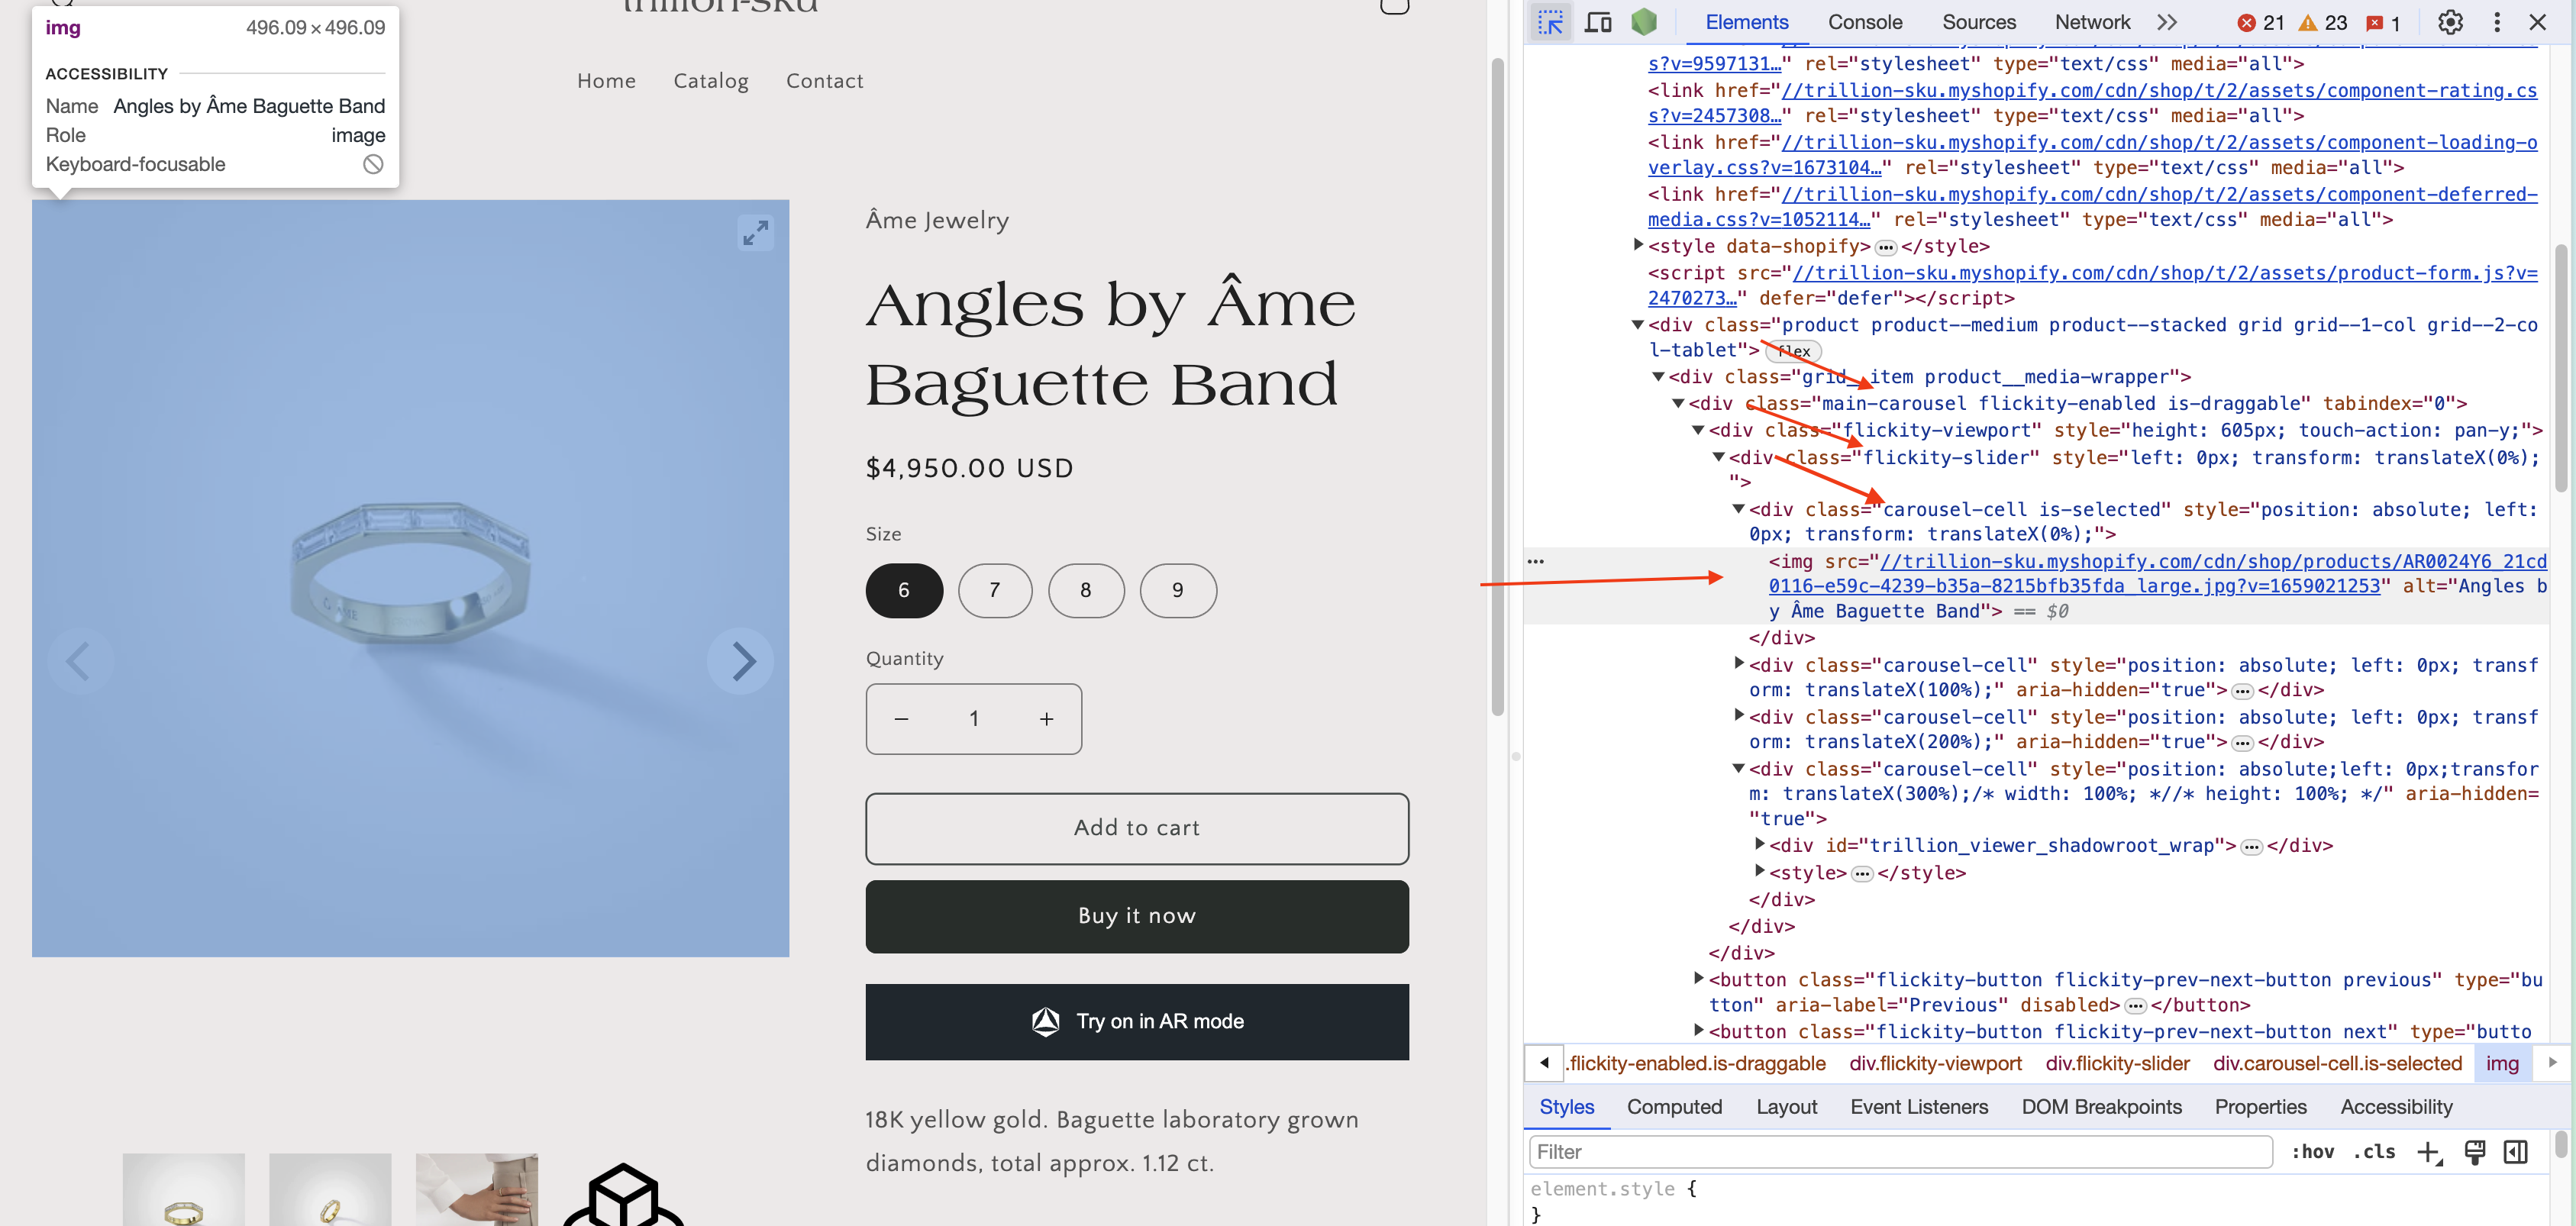 trillion-sku
img 496.09 × 496.09
ACCESSIBILITY
Name Angles by Âme Baguette Band
Role image
Keyboard-focusable
Home Catalog Contact
Âme Jewelry
Angles by Âme
Baguette Band
$4,950.00 USD
Size
6 7 8 9
Quantity
− 1 +
Add to cart
Buy it now
Try on in AR mode
18K yellow gold. Baguette laboratory grown
diamonds, total approx. 1.12 ct.
Elements Console Sources Network 21 23 1
s?v=9597131…" rel="stylesheet" type="text/css" media="all">
<link href="//trillion-sku.myshopify.com/cdn/shop/t/2/assets/component-rating.cs
s?v=2457308…" rel="stylesheet" type="text/css" media="all">
<link href="//trillion-sku.myshopify.com/cdn/shop/t/2/assets/component-loading-o
verlay.css?v=1673104…" rel="stylesheet" type="text/css" media="all">
<link href="//trillion-sku.myshopify.com/cdn/shop/t/2/assets/component-deferred-
media.css?v=1052114…" rel="stylesheet" type="text/css" media="all">
<style data-shopify>…</style>
<script src="//trillion-sku.myshopify.com/cdn/shop/t/2/assets/product-form.js?v=
2470273…" defer="defer"></script>
<div class="product product--medium product--stacked grid grid--1-col grid--2-co
l-tablet"> flex
<div class="grid__item product__media-wrapper">
<div class="main-carousel flickity-enabled is-draggable" tabindex="0">
<div class="flickity-viewport" style="height: 605px; touch-action: pan-y;">
<div class="flickity-slider" style="left: 0px; transform: translateX(0%);
">
<div class="carousel-cell is-selected" style="position: absolute; left:
0px; transform: translateX(0%);">
<img src="//trillion-sku.myshopify.com/cdn/shop/products/AR0024Y6_21cd
0116-e59c-4239-b35a-8215bfb35fda_large.jpg?v=1659021253" alt="Angles b
y Âme Baguette Band"> == $0
</div>
<div class="carousel-cell" style="position: absolute; left: 0px; transf
orm: translateX(100%);" aria-hidden="true">…</div>
<div class="carousel-cell" style="position: absolute; left: 0px; transf
orm: translateX(200%);" aria-hidden="true">…</div>
<div class="carousel-cell" style="position: absolute;left: 0px;transfor
m: translateX(300%);/* width: 100%; *//* height: 100%; */" aria-hidden=
"true">
<div id="trillion_viewer_shadowroot_wrap">…</div>
<style>…</style>
</div>
</div>
</div>
<button class="flickity-button flickity-prev-next-button previous" type="bu
tton" aria-label="Previous" disabled>…</button>
<button class="flickity-button flickity-prev-next-button next" type="butto
.flickity-enabled.is-draggable div.flickity-viewport div.flickity-slider div.carousel-cell.is-selected img
Styles Computed Layout Event Listeners DOM Breakpoints Properties Accessibility
Filter :hov .cls
element.style {
}